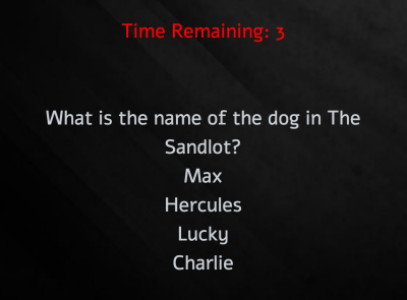 Time Remaining: 3
What is the name of the dog in The
Sandlot?
Max
Hercules
Lucky
Charlie